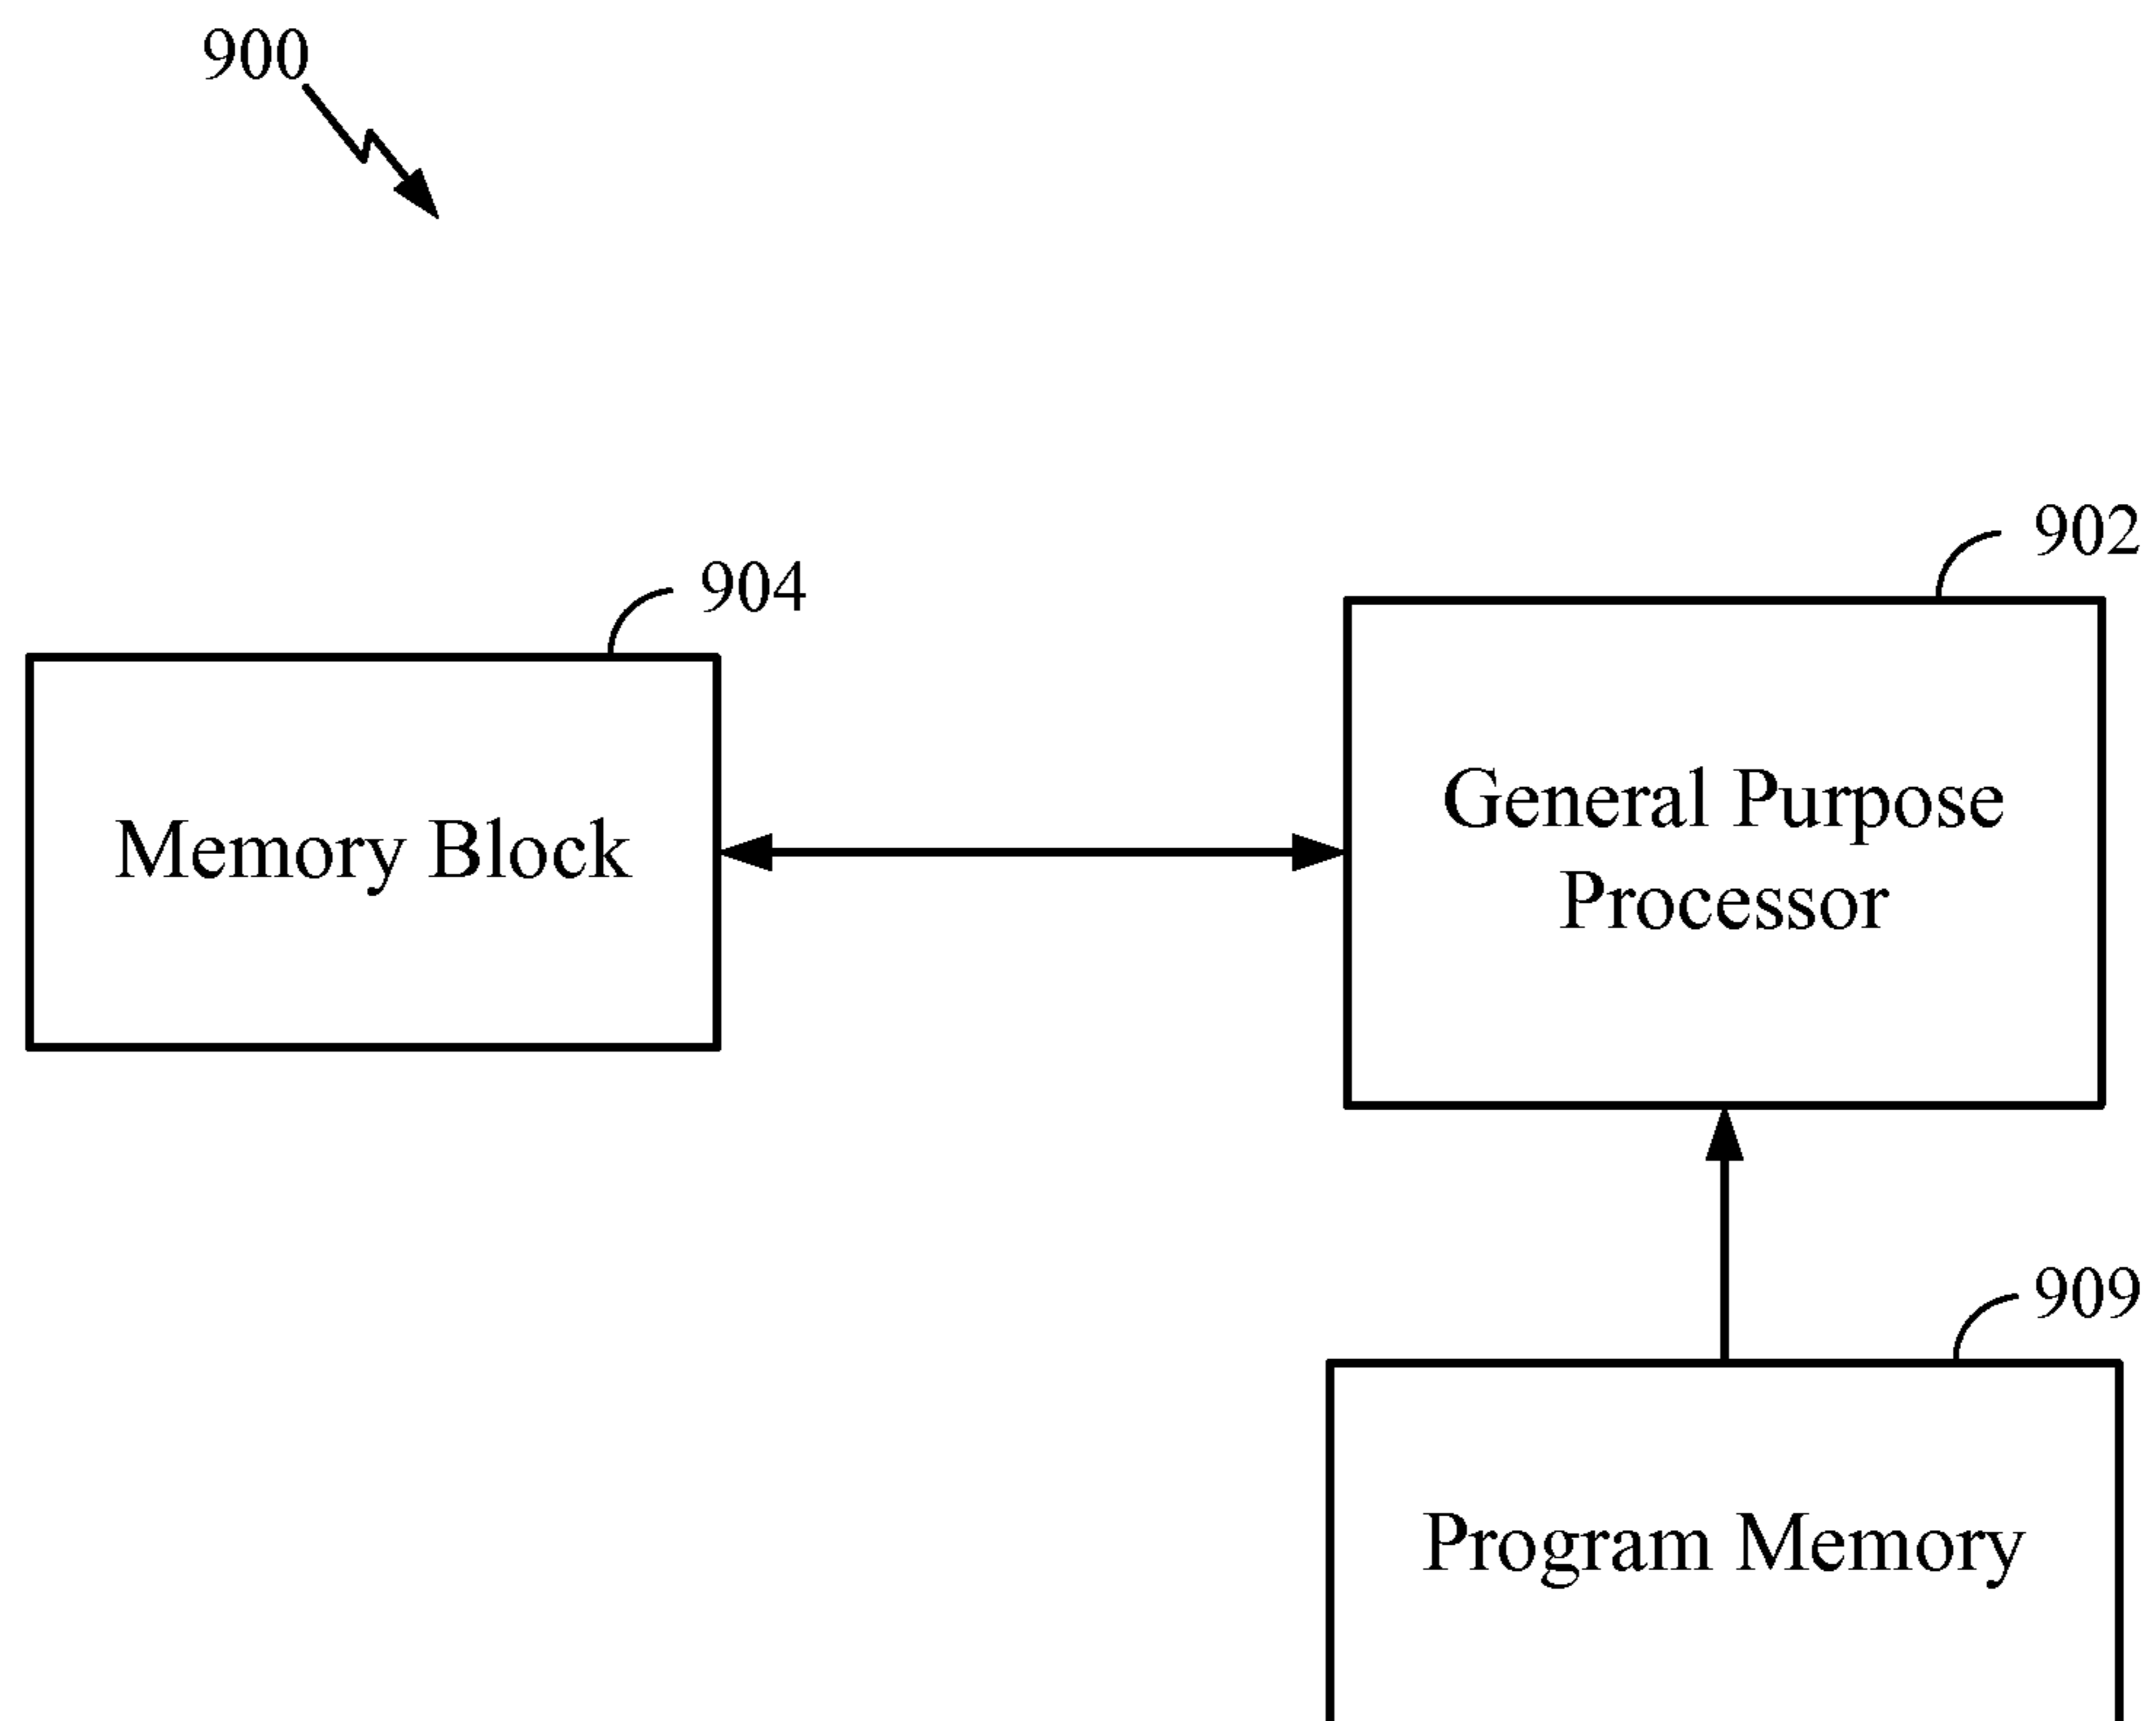 900
902
904
General Purpose
Processor
Memory Block
909
Program Memory